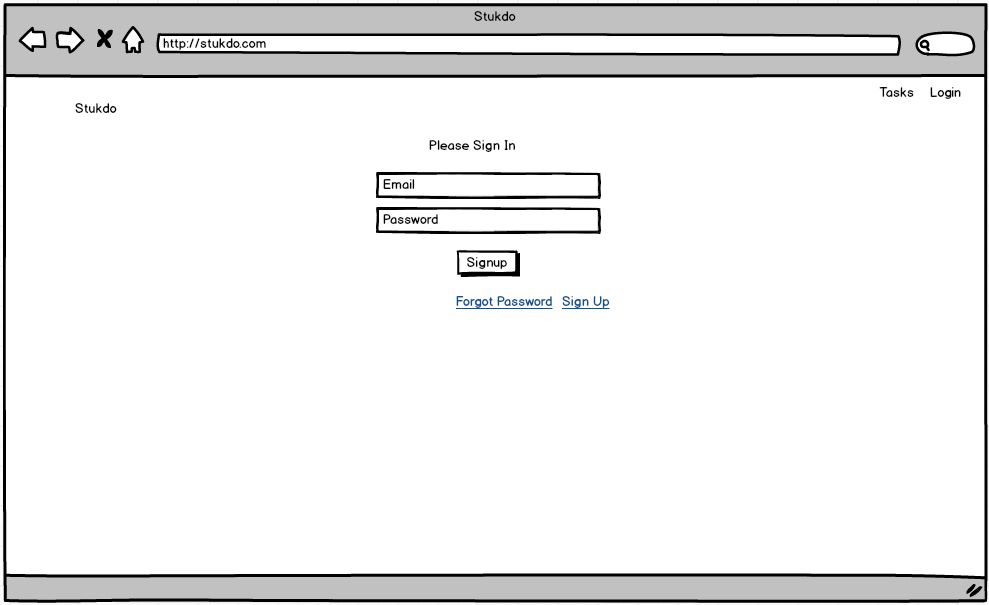 Stukdo
http://stukdo.com
Tasks Login
Stukdo
Please Sign In
Email
Password
Signup
Forgot Password Sign Up